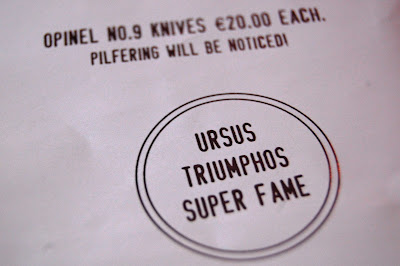 OPINEL NO.9 KNIVES €20.00 EACH.
PILFERING WILL BE NOTICED!
URSUS
TRIUMPHOS
SUPER FAME